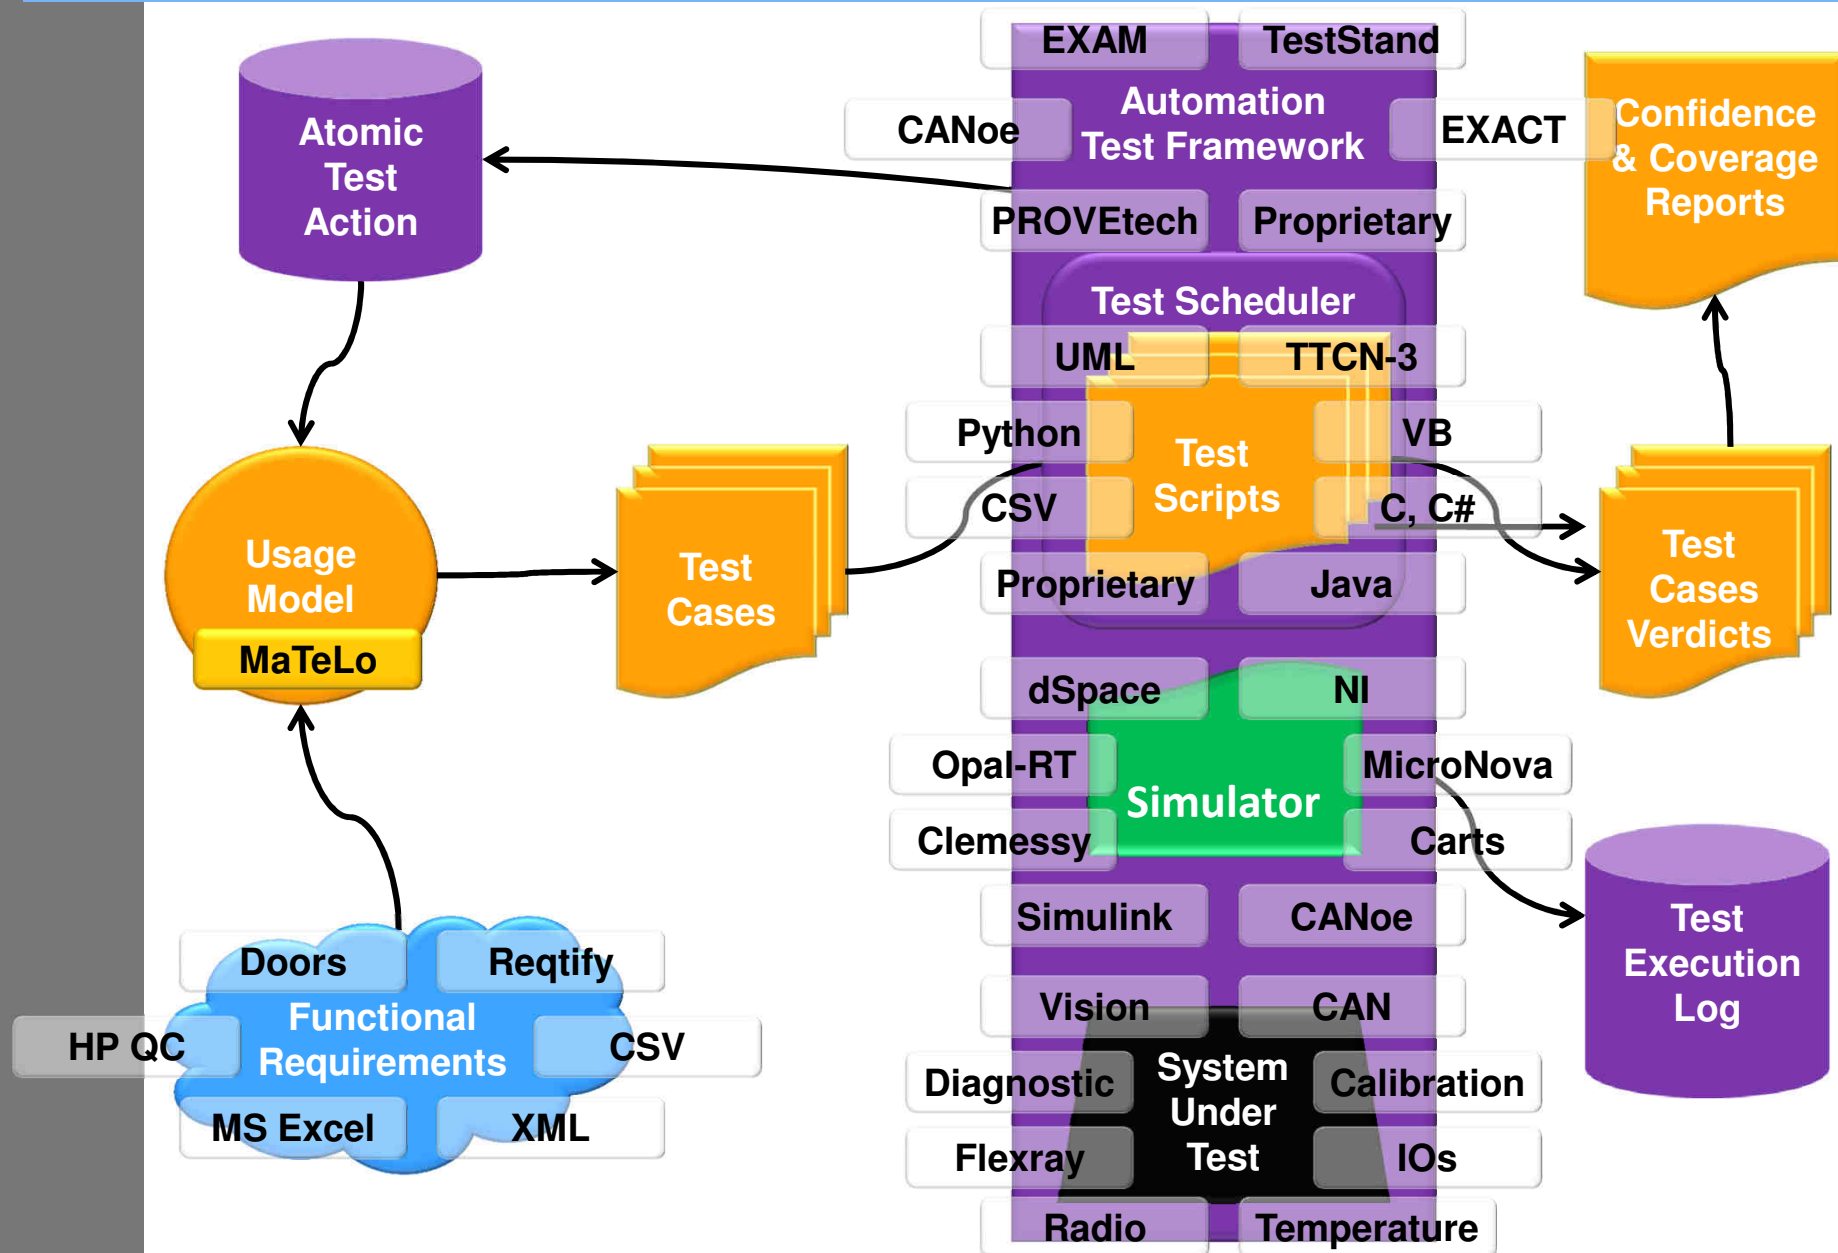 EXAM
TestStand
Automation
Test Framework
CANoe
EXACT
PROVEtech
Proprietary
Atomic
Test
Action
Confidence
& Coverage
Reports
Test Scheduler
UML
TTCN-3
Python
VB
Test
Scripts
CSV
C, C#
Proprietary
Java
Usage
Model
MaTeLo
Test
Cases
Test
Cases
Verdicts
dSpace
NI
Opal-RT
MicroNova
Simulator
Clemessy
Carts
Simulink
CANoe
Test
Execution
Log
Doors
Reqtify
Functional
Requirements
HP QC
CSV
MS Excel
XML
Vision
CAN
Diagnostic
Calibration
System
Under
Test
Flexray
IOs
Radio
Temperature